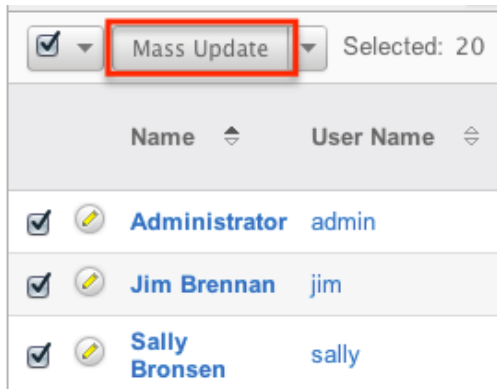 Mass Update Selected: 20
Name User Name
Administrator admin
Jim Brennan jim
Sally
Bronsen sally